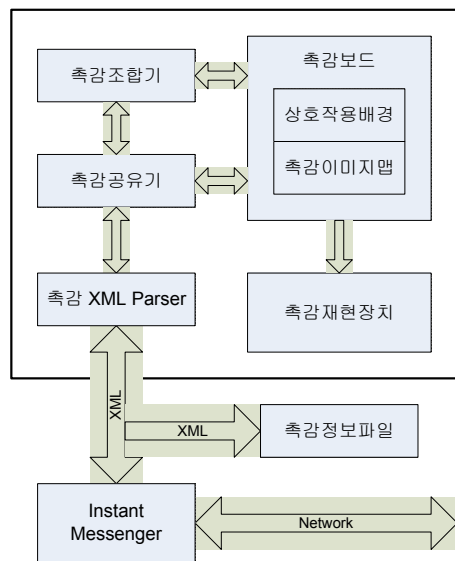 촉감조합기
촉감보드
상호작용배경
촉감이미지맵
촉감공유기
촉감 XML Parser
촉감재현장치
XML
XML
촉감정보파일
Instant
Messenger
Network